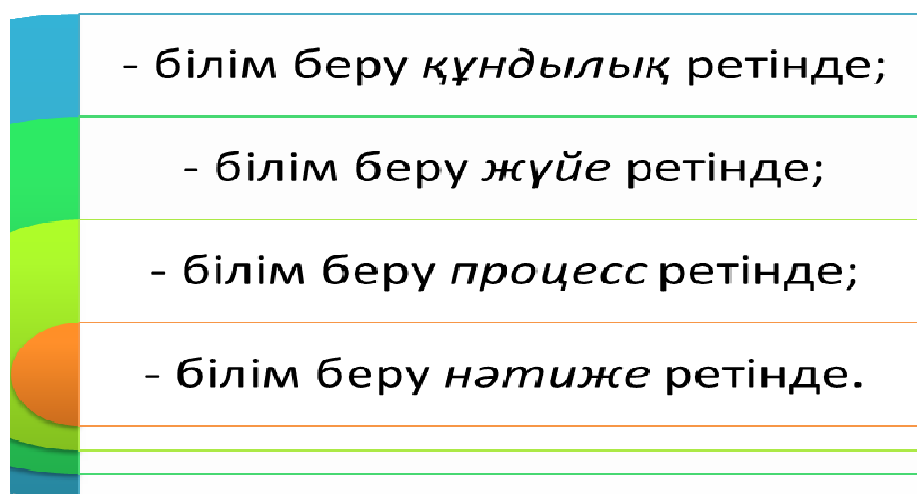 - білім беру құндылық ретінде;
- білім беру жүйе ретінде;
- білім беру процесс ретінде;
- білім беру нәтиже ретінде.